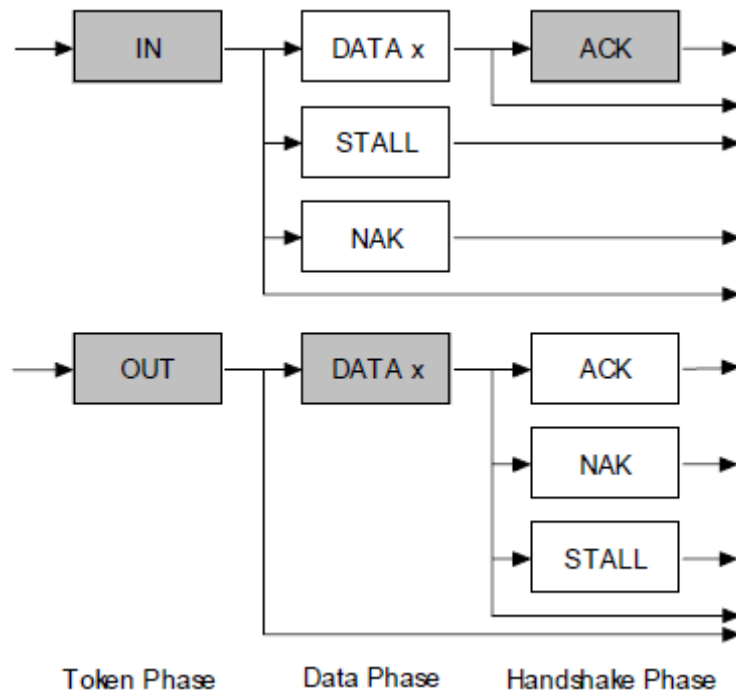 IN DATA x ACK
STALL
NAK
OUT DATA x ACK
NAK
STALL
Token Phase Data Phase Handshake Phase